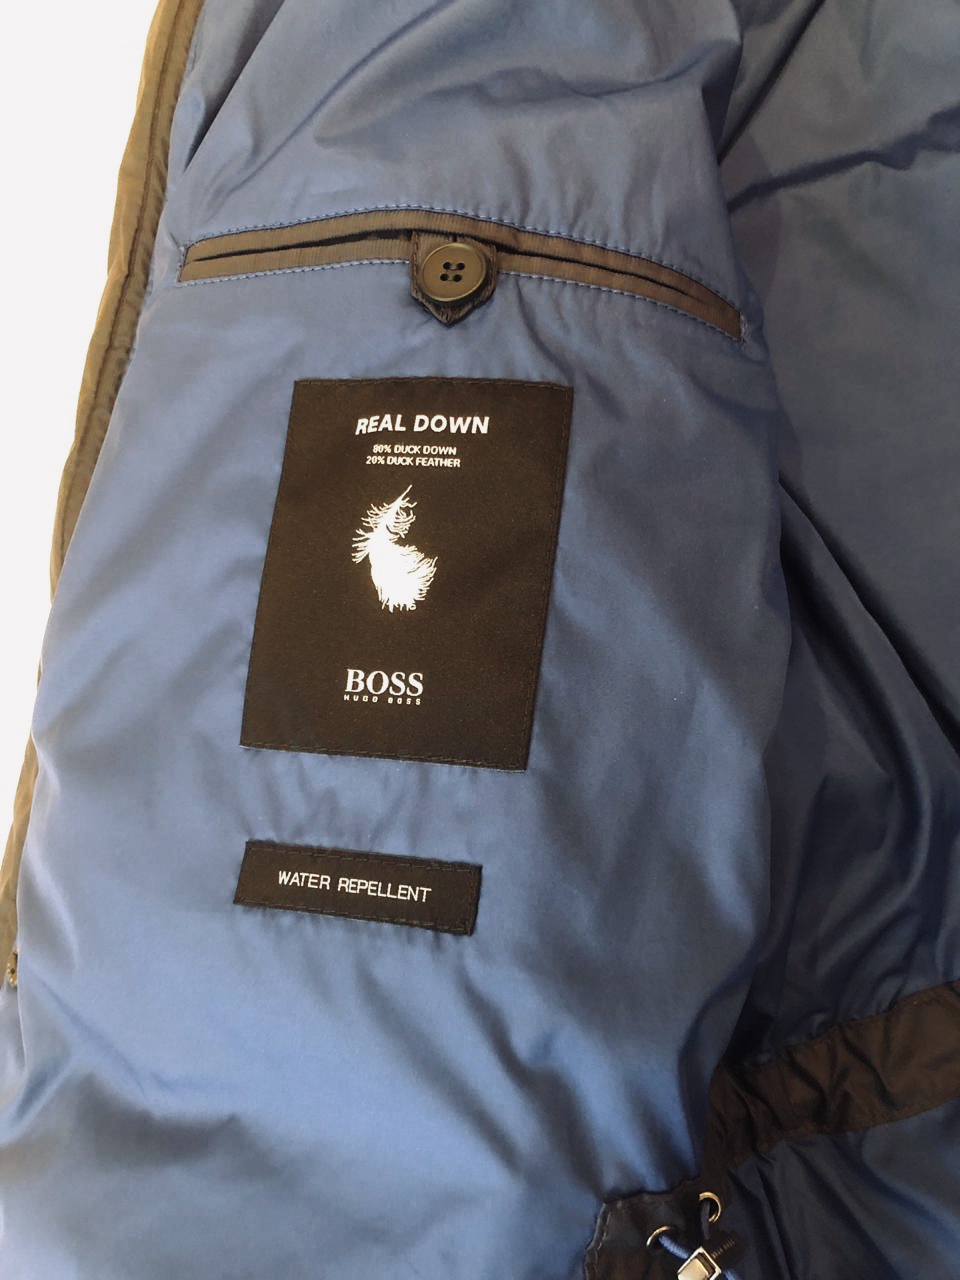 REAL DOWN
80% DUCK DOWN
20% DUCK FEATHER
BOSS
HUGO BOSS
WATER REPELLENT